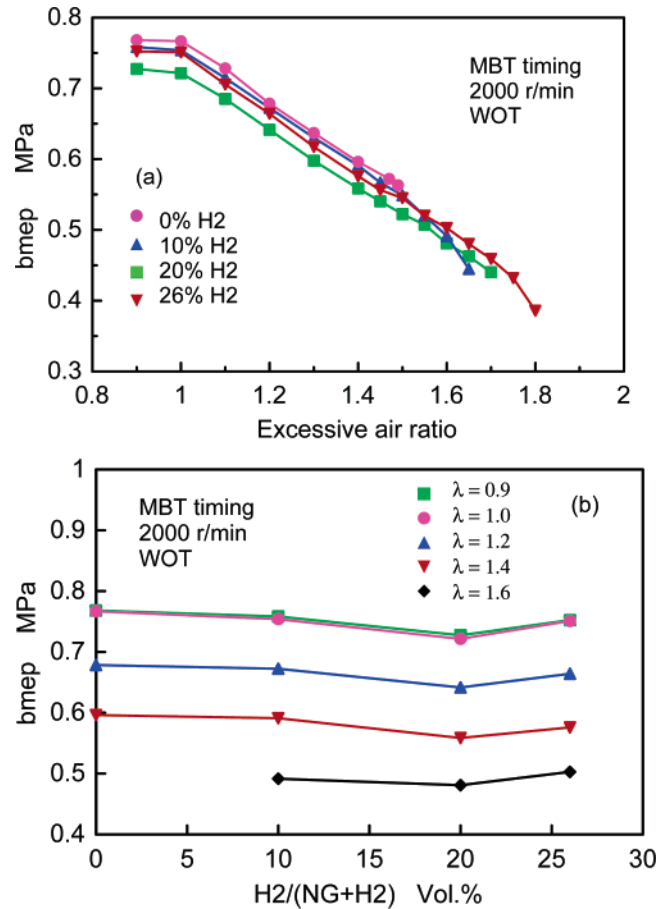 0.8
0.7
0.6
0.5
0.4
0.3
bmep MPa
MBT timing
2000 r/min
WOT
(a)
0% H2
10% H2
20% H2
26% H2
0.8 1 1.2 1.4 1.6 1.8 2
Excessive air ratio
1
0.9
0.8
0.7
0.6
0.5
0.4
bmep MPa
MBT timing
2000 r/min
WOT
(b)
λ = 0.9
λ = 1.0
λ = 1.2
λ = 1.4
λ = 1.6
0 5 10 15 20 25 30
H2/(NG+H2) Vol.%